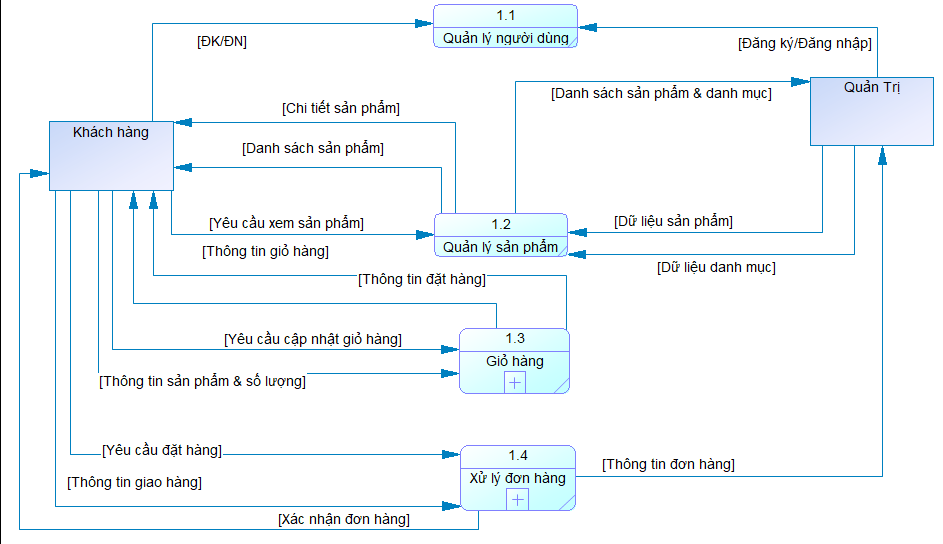 1.1
Quản lý người dùng
[ĐK/ĐN]
[Đăng ký/Đăng nhập]
Quản Trị
[Danh sách sản phẩm & danh mục]
[Chi tiết sản phẩm]
Khách hàng
[Danh sách sản phẩm]
1.2
Quản lý sản phẩm
[Yêu cầu xem sản phẩm]
[Dữ liệu sản phẩm]
[Thông tin giỏ hàng]
[Dữ liệu danh mục]
[Thông tin đặt hàng]
1.3
Giỏ hàng
[Yêu cầu cập nhật giỏ hàng]
[Thông tin sản phẩm & số lượng]
[Yêu cầu đặt hàng]
1.4
Xử lý đơn hàng
[Thông tin đơn hàng]
[Thông tin giao hàng]
[Xác nhận đơn hàng]